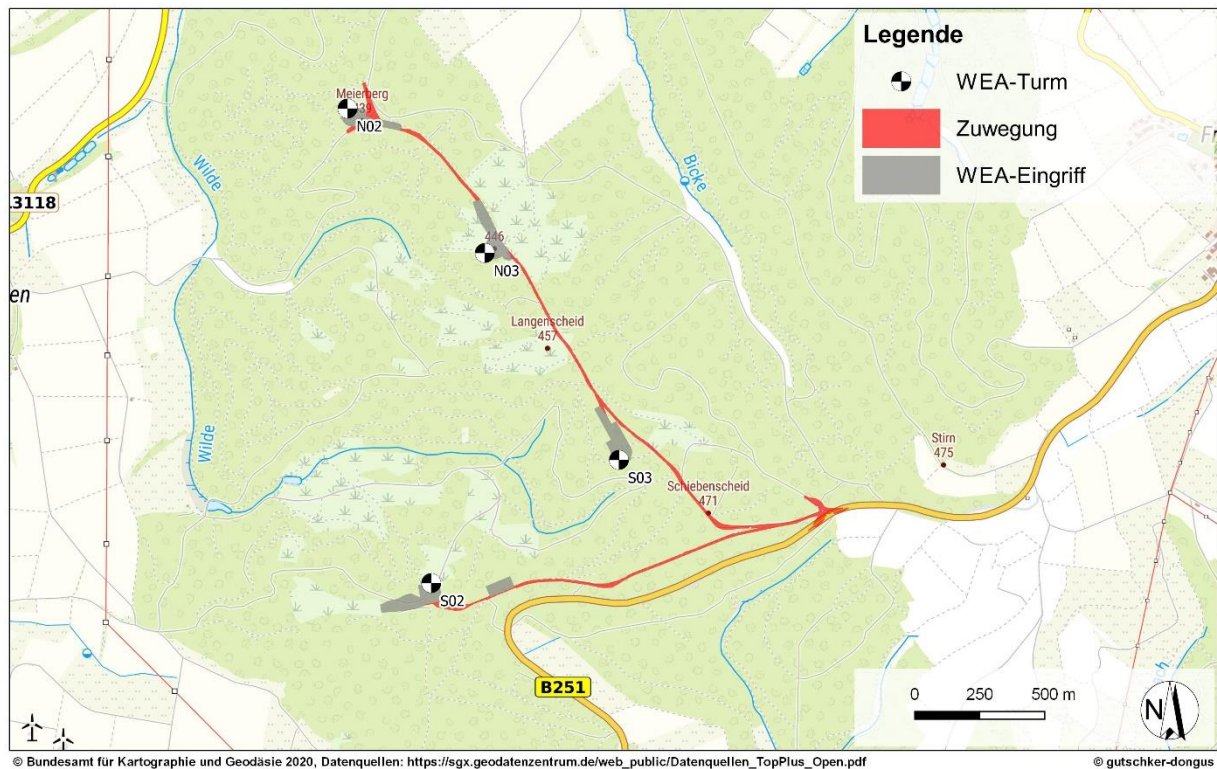 Legende
WEA-Turm
Zuwegung
WEA-Eingriff
Meierberg
N02
Wilde
Bicke
Fr
L3118
446
N03
en
Langenscheid
457
Wilde
S03
Stirn
475
Schiebenscheid
471
S02
B251
0 250 500 m
N
© Bundesamt für Kartographie und Geodäsie 2020, Datenquellen: https://sgx.geodatenzentrum.de/web_public/Datenquellen_TopPlus_Open.pdf
© gutschker-dongus